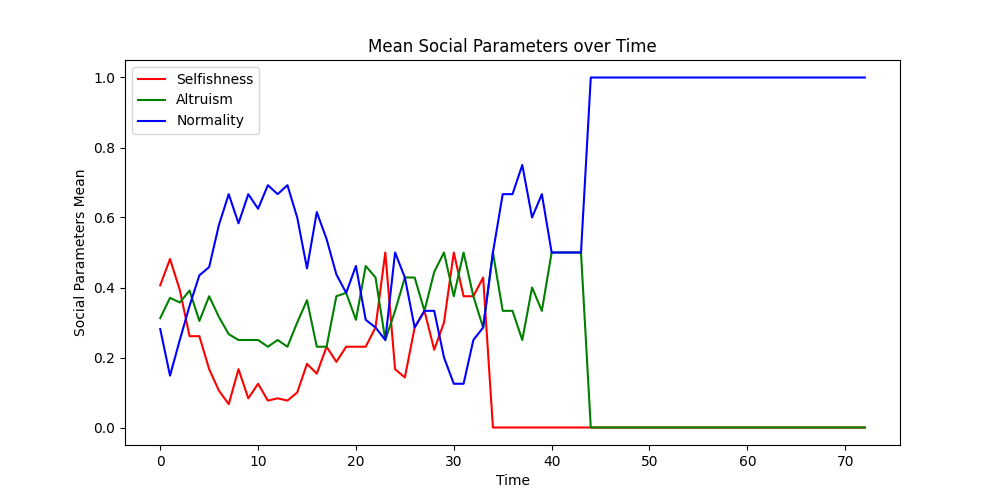 Mean Social Parameters over Time
Selfishness
Altruism
Normality
Social Parameters Mean
1.0
0.8
0.6
0.4
0.2
0.0
0 10 20 30 40 50 60 70
Time